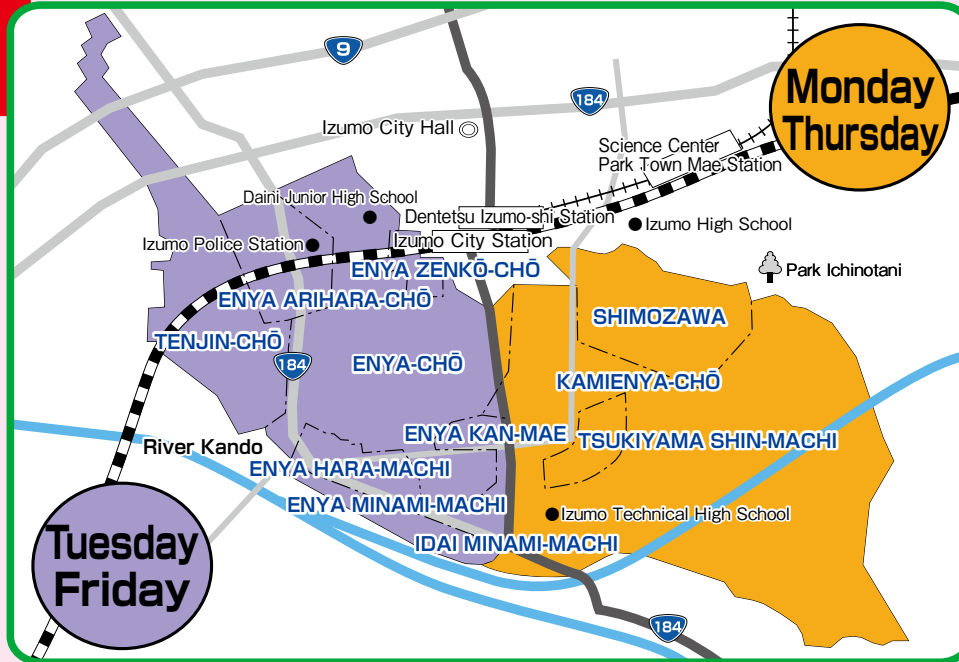 9
184
Monday
Thursday
Izumo City Hall
Science Center
Park Town Mae Station
Daini Junior High School
Dentetsu Izumo-shi Station
Izumo High School
Izumo Police Station
Izumo City Station
Park Ichinotani
ENYA ZENKŌ-CHŌ
ENYA ARIHARA-CHŌ
SHIMOZAWA
TENJIN-CHŌ
184
ENYA-CHŌ
KAMIENYA-CHŌ
ENYA KAN-MAE
TSUKIYAMA SHIN-MACHI
River Kando
ENYA HARA-MACHI
ENYA MINAMI-MACHI
Izumo Technical High School
IDAI MINAMI-MACHI
Tuesday
Friday
184